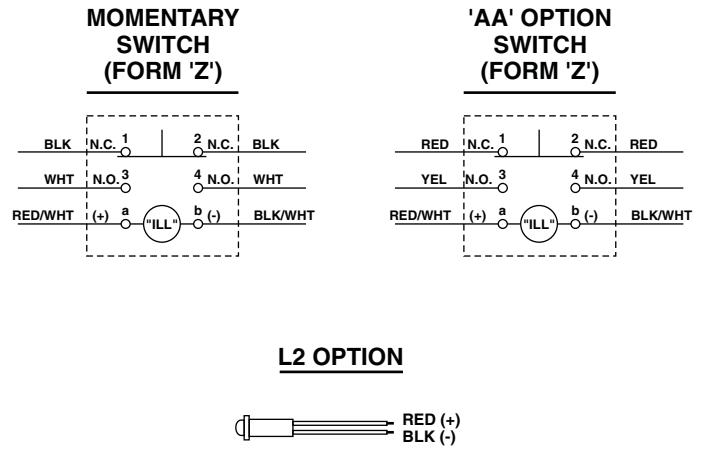 MOMENTARY
SWITCH
(FORM 'Z')
BLK N.C. 1 2 N.C. BLK
WHT N.O. 3 4 N.O. WHT
RED/WHT (+) a "ILL" b (-) BLK/WHT
'AA' OPTION
SWITCH
(FORM 'Z')
RED N.C. 1 2 N.C. RED
YEL N.O. 3 4 N.O. YEL
RED/WHT (+) a "ILL" b (-) BLK/WHT
L2 OPTION
RED (+)
BLK (-)